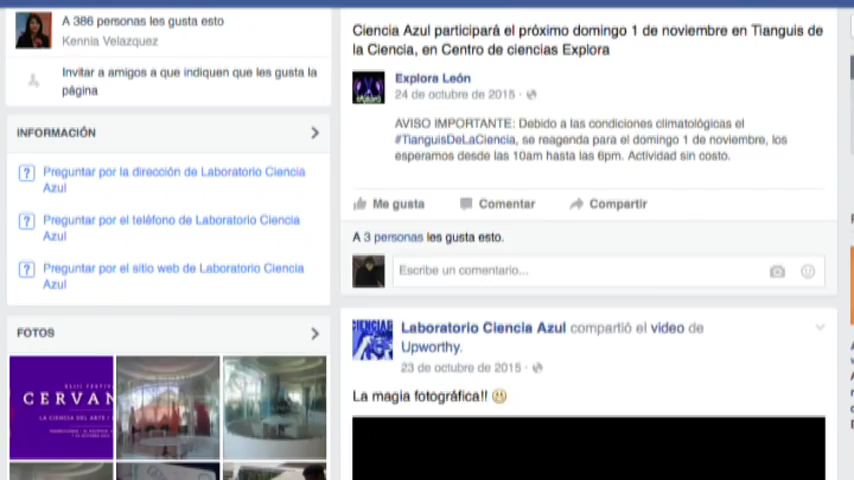 A 386 personas les gusta esto
Kennia Velazquez
Invitar a amigos a que indiquen que les gusta la
página
INFORMACIÓN
Preguntar por la dirección de Laboratorio Ciencia
Azul
Preguntar por el teléfono de Laboratorio Ciencia
Azul
Preguntar por el sitio web de Laboratorio Ciencia
Azul
FOTOS
CERVAN
LA CIENCIA DEL ARTE
Ciencia Azul participará el próximo domingo 1 de noviembre en Tianguis de
la Ciencia, en Centro de ciencias Explora
Explora León
24 de octubre de 2015 ·
AVISO IMPORTANTE: Debido a las condiciones climatológicas el
#TianguisDeLaCiencia, se reagenda para el domingo 1 de noviembre, los
esperamos desde las 10am hasta las 6pm. Actividad sin costo.
Me gusta Comentar Compartir
A 3 personas les gusta esto.
Escribe un comentario...
CIENCIA
Laboratorio Ciencia Azul compartió el video de
Upworthy.
23 de octubre de 2015 ·
La magia fotográfica!!